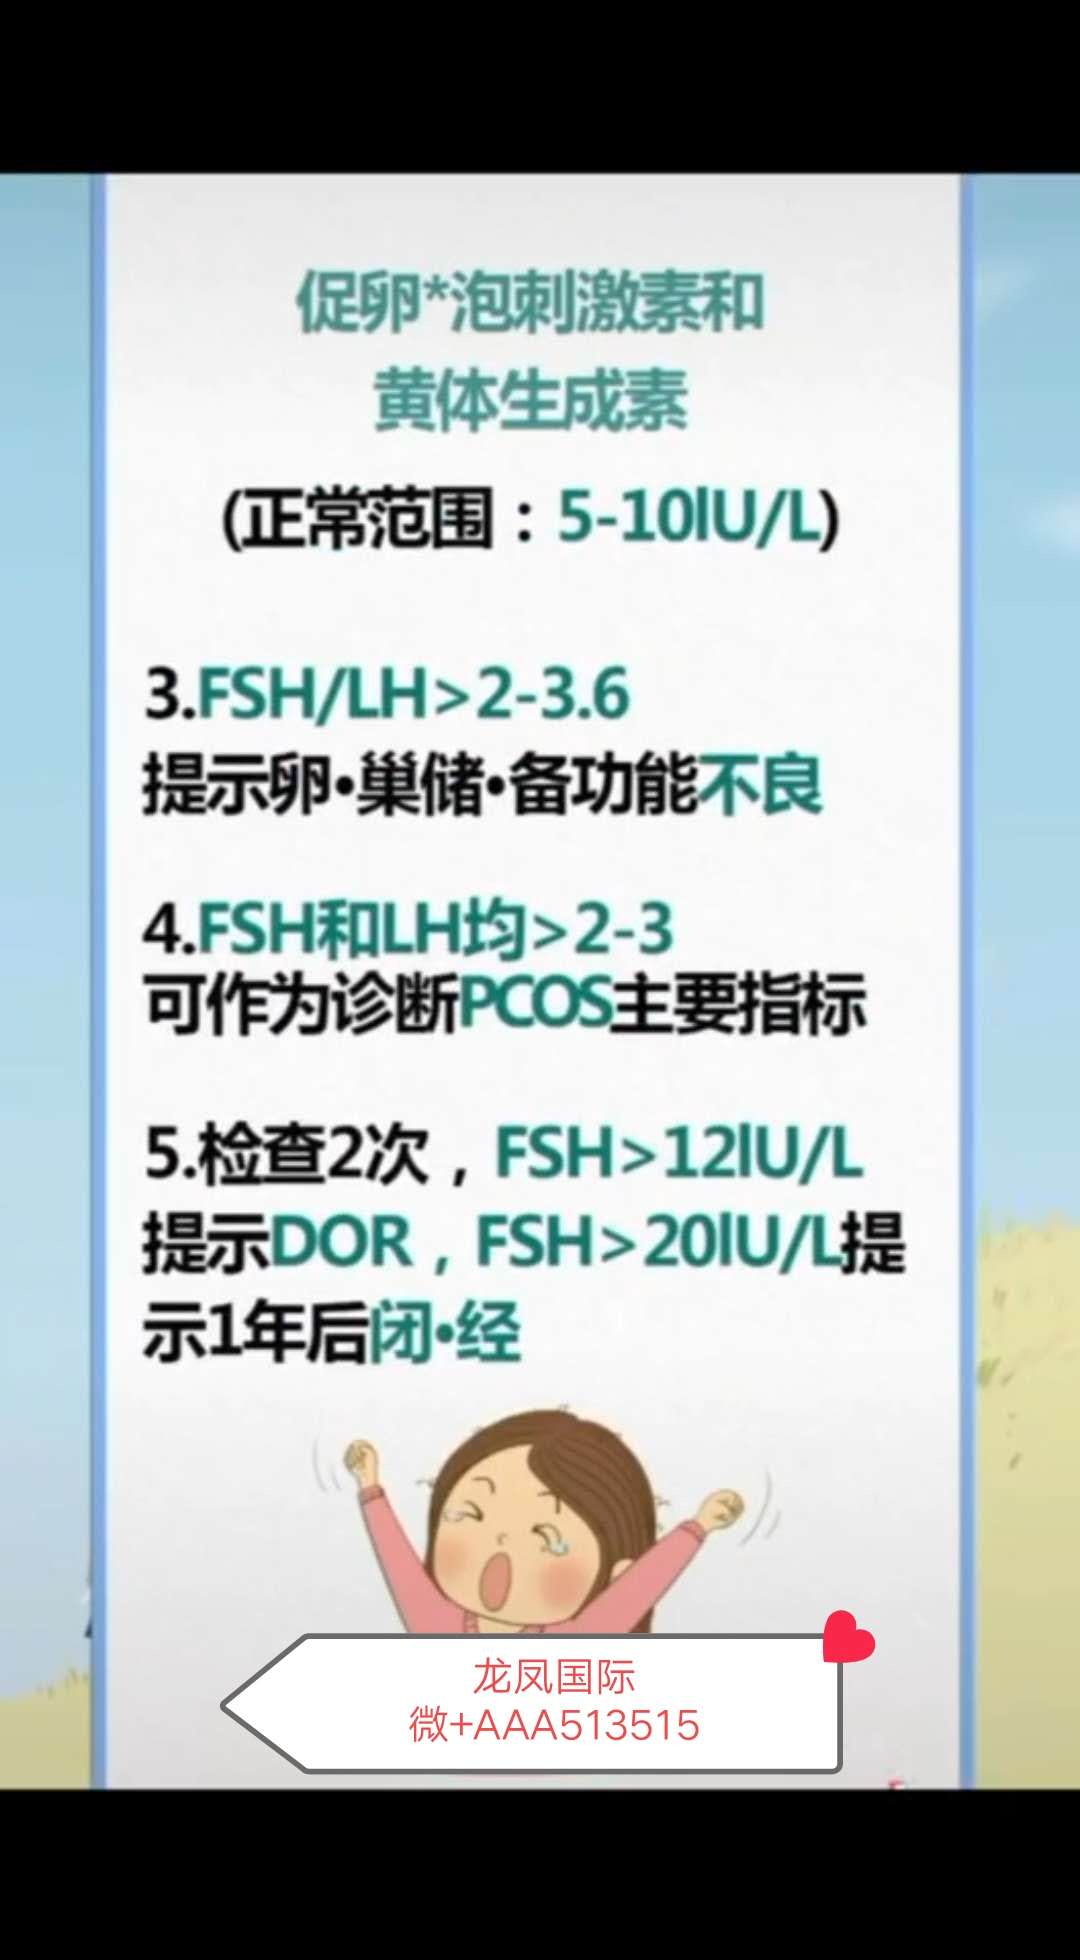 促卵*泡刺激素和
黄体生成素
(正常范围：5-10lU/L)
3.FSH/LH>2-3.6
提示卵•巢储•备功能不良
4.FSH和LH均>2-3
可作为诊断PCOS主要指标
5.检查2次，FSH>12lU/L
提示DOR，FSH>20lU/L提
示1年后闭•经
龙凤国际
微+AAA513515